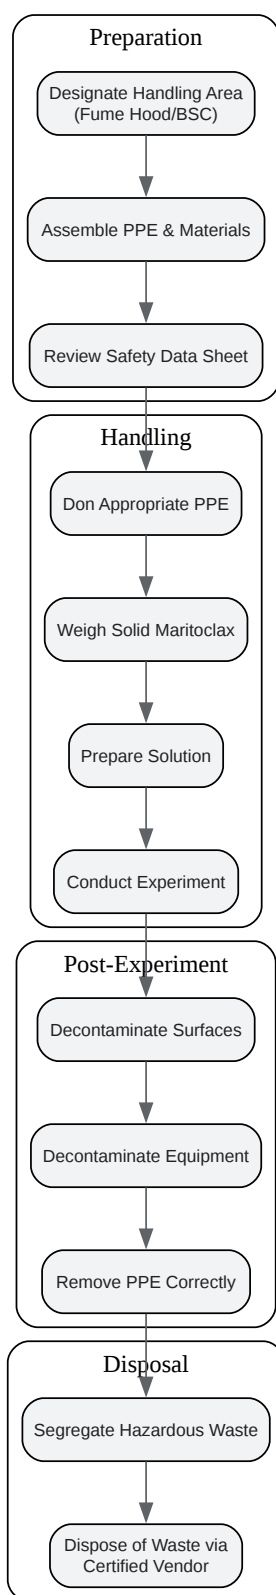 Preparation
Designate Handling Area
(Fume Hood/BSC)
Assemble PPE & Materials
Review Safety Data Sheet
Handling
Don Appropriate PPE
Weigh Solid Maritoclax
Prepare Solution
Conduct Experiment
Post-Experiment
Decontaminate Surfaces
Decontaminate Equipment
Remove PPE Correctly
Disposal
Segregate Hazardous Waste
Dispose of Waste via
Certified Vendor